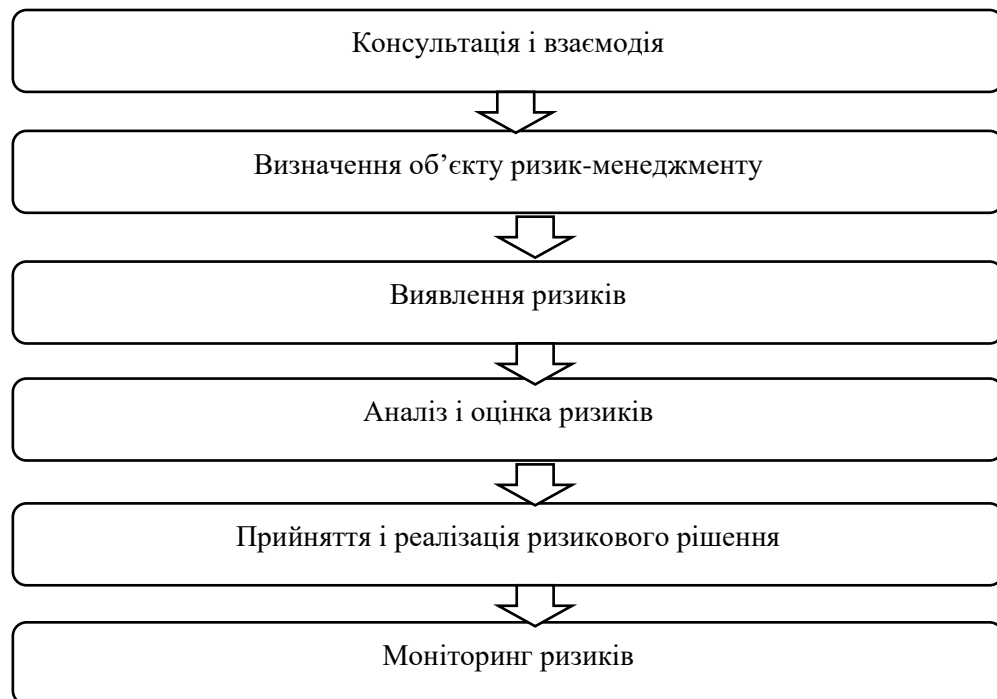 Консультація і взаємодія
Визначення об’єкту ризик-менеджменту
Виявлення ризиків
Аналіз і оцінка ризиків
Прийняття і реалізація ризикового рішення
Моніторинг ризиків